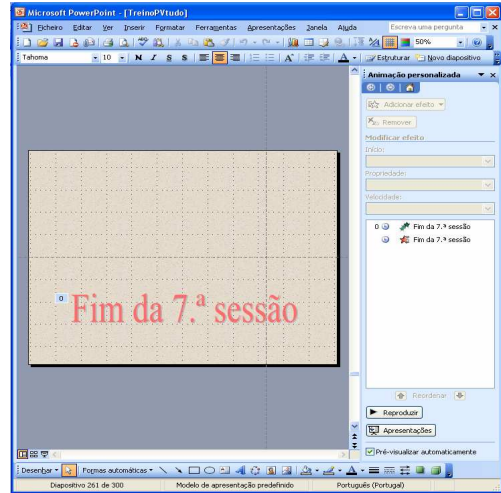 Microsoft PowerPoint - [TreinoPVtudo]
Ficheiro Editar Ver Inserir Formatar Ferramentas Apresentações Janela Ajuda Escreva uma pergunta
50%
Tahoma 10 N I S S Estruturar Novo diapositivo
Animação personalizada
Adicionar efeito
Remover
Modificar efeito
Início:
Propriedade:
Velocidade:
0 Fim da 7.ª sessão
Fim da 7.ª sessão
0
Fim da 7.ª sessão
Reordenar
Reproduzir
Apresentações
Pré-visualizar automaticamente
Desenhar Formas automáticas
Diapositivo 261 de 300 Modelo de apresentação predefinido Português (Portugal)